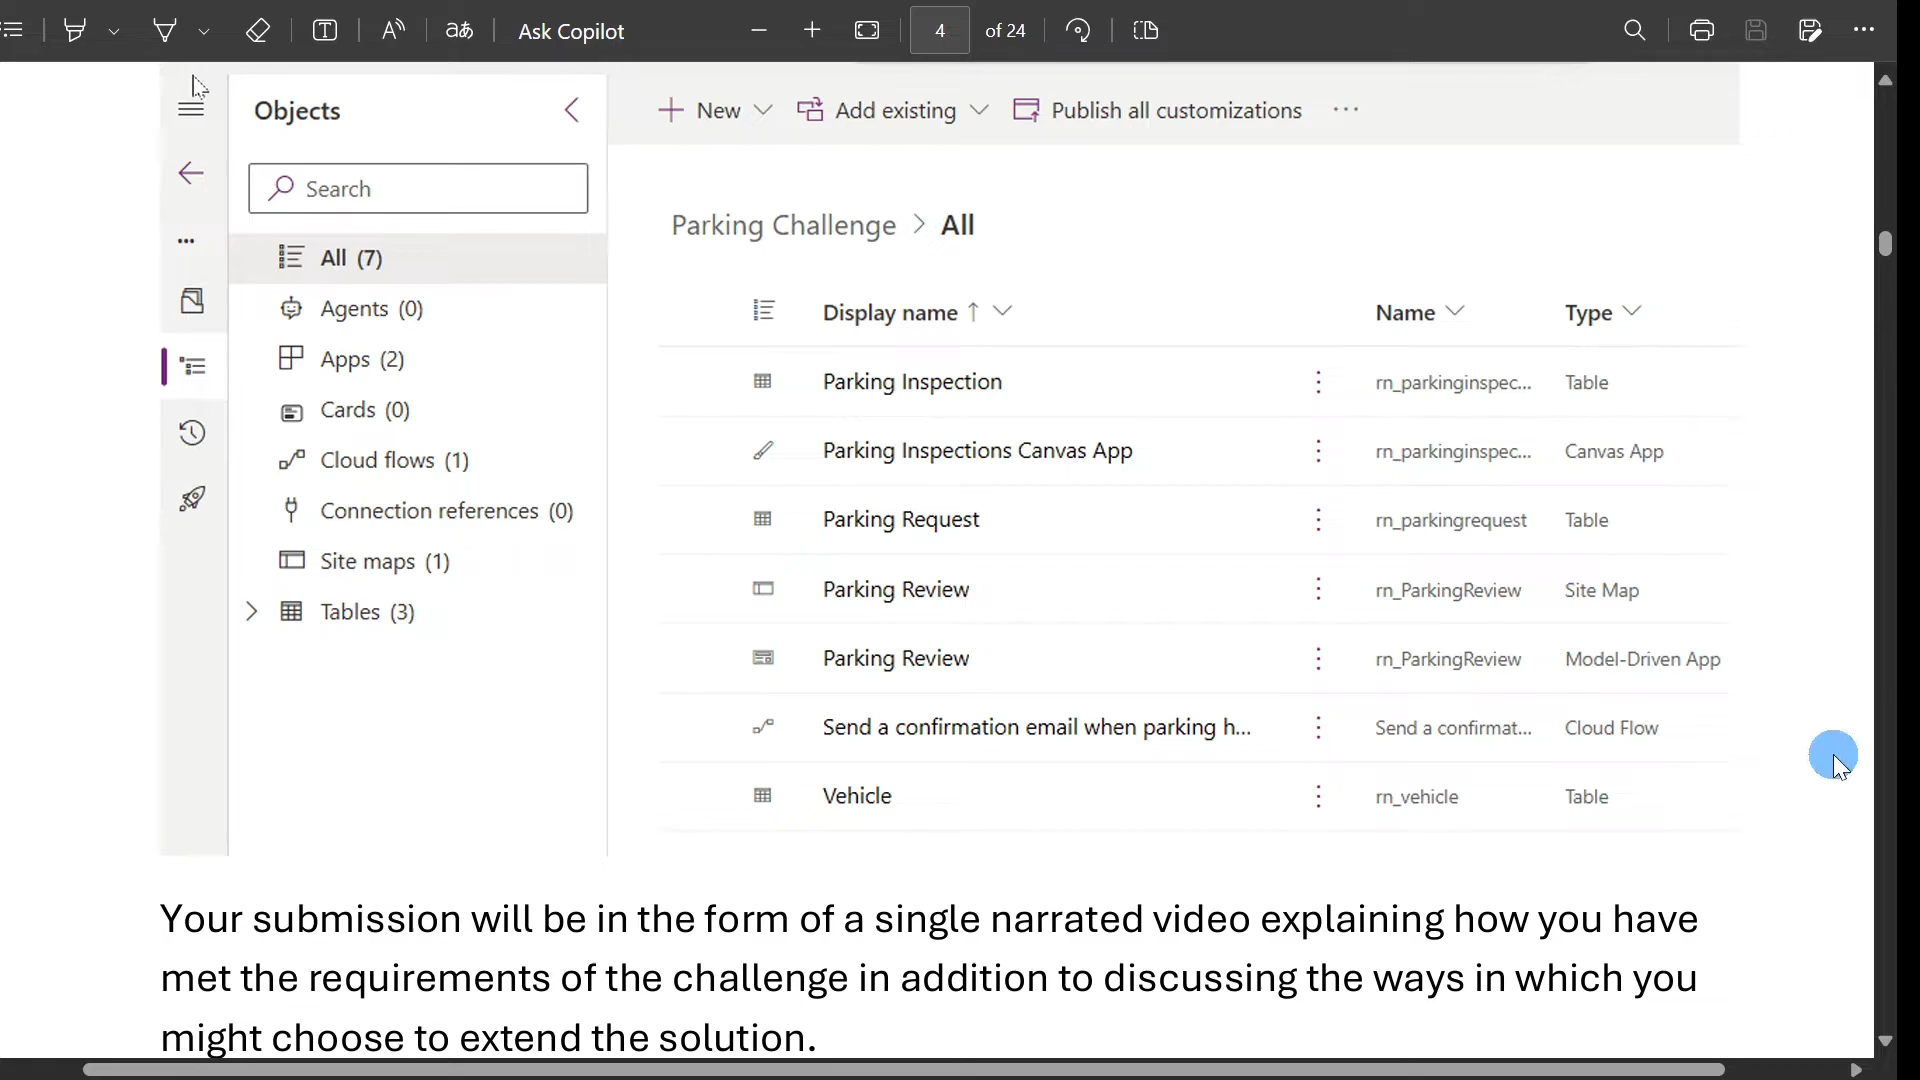 Ask Copilot
4
of 24
Objects
New
Add existing
Publish all customizations
Search
Parking Challenge > All
All (7)
Agents (0)
Apps (2)
Cards (0)
Cloud flows (1)
Connection references (0)
Site maps (1)
Tables (3)
Display name
Name
Type
Parking Inspection
rn_parkinginspec...
Table
Parking Inspections Canvas App
rn_parkinginspec...
Canvas App
Parking Request
rn_parkingrequest
Table
Parking Review
rn_ParkingReview
Site Map
Parking Review
rn_ParkingReview
Model-Driven App
Send a confirmation email when parking h...
Send a confirmat...
Cloud Flow
Vehicle
rn_vehicle
Table
Your submission will be in the form of a single narrated video explaining how you have
met the requirements of the challenge in addition to discussing the ways in which you
might choose to extend the solution.